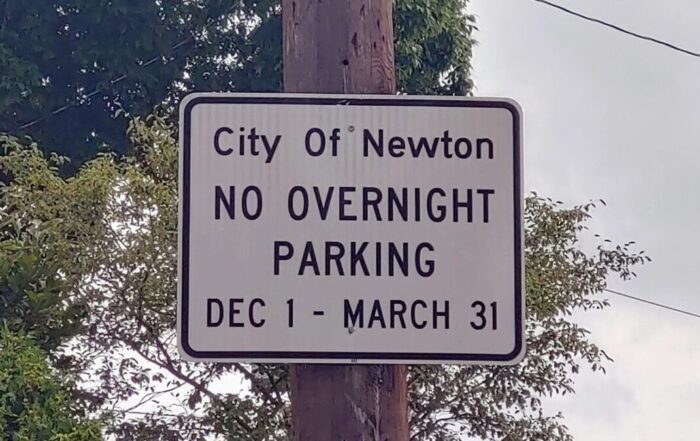 City Of Newton
NO OVERNIGHT
PARKING
DEC 1 - MARCH 31